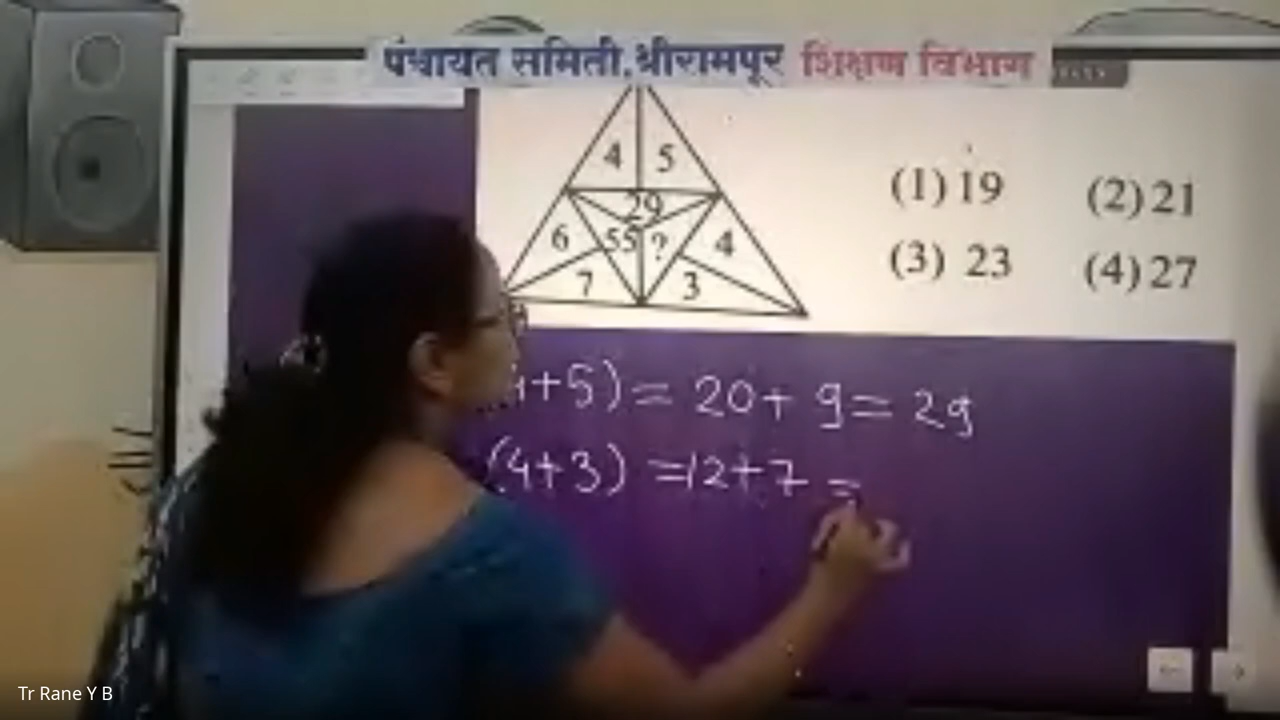 पंचायत समिती.श्रीरामपूर शिक्षण विभाग
4 5
29
6 55 ? 4
7 3
(1) 19 (2) 21
(3) 23 (4) 27
4+5) = 20 + 9 = 29
(4+3) = 12 + 7 =
Tr Rane Y B